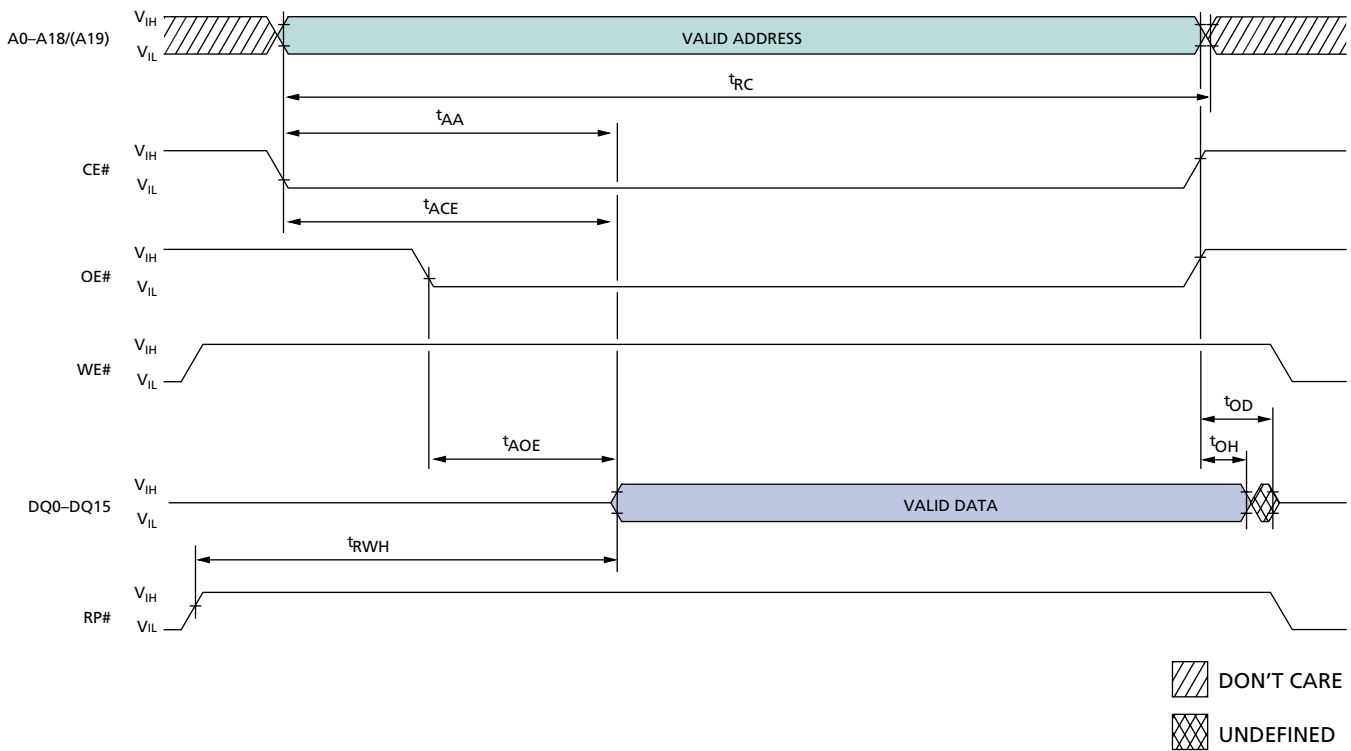 A0–A18/(A19)
VIH
VIL
VALID ADDRESS
tRC
tAA
CE#
VIH
VIL
tACE
OE#
VIH
VIL
WE#
VIH
VIL
tOD
tAOE
tOH
DQ0–DQ15
VIH
VIL
VALID DATA
tRWH
RP#
VIH
VIL
DON'T CARE
UNDEFINED